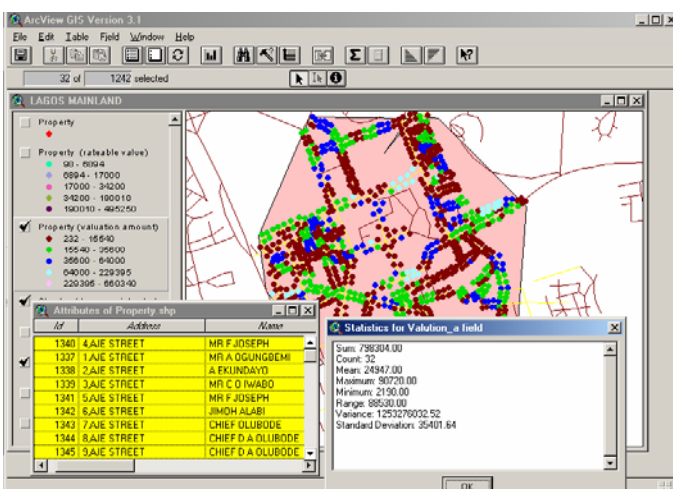 ArcView GIS Version 3.1
File Edit Table Field Window Help
32 of 1242 selected
LAGOS MAINLAND
Property
Property (rateable value)
98 - 6894
6894 - 17000
17000 - 34200
34200 - 190010
190010 - 495250
Property (valuation amount)
232 - 15540
15540 - 35600
35600 - 64000
64000 - 229395
229395 - 660340
Attributes of Property.shp
Id Address Name
1340 4,AJE STREET MR F JOSEPH
1337 1,AJE STREET MR A OGUNGBEMI
1338 2,AJE STREET A EKUNDAYO
1339 3,AJE STREET MR C O IWABO
1341 5,AJE STREET MR F JOSEPH
1342 6,AJE STREET JIMOH ALABI
1343 7,AJE STREET CHIEF OLUBODE
1344 8,AJE STREET CHIEF D A OLUBODE
1345 9,AJE STREET CHIEF D A OLUBODE
Statistics for Valution_a field
Sum: 798304.00
Count: 32
Mean: 24947.00
Maximum: 90720.00
Minimum: 2190.00
Range: 88530.00
Variance: 1253276032.52
Standard Deviation: 35401.64
OK